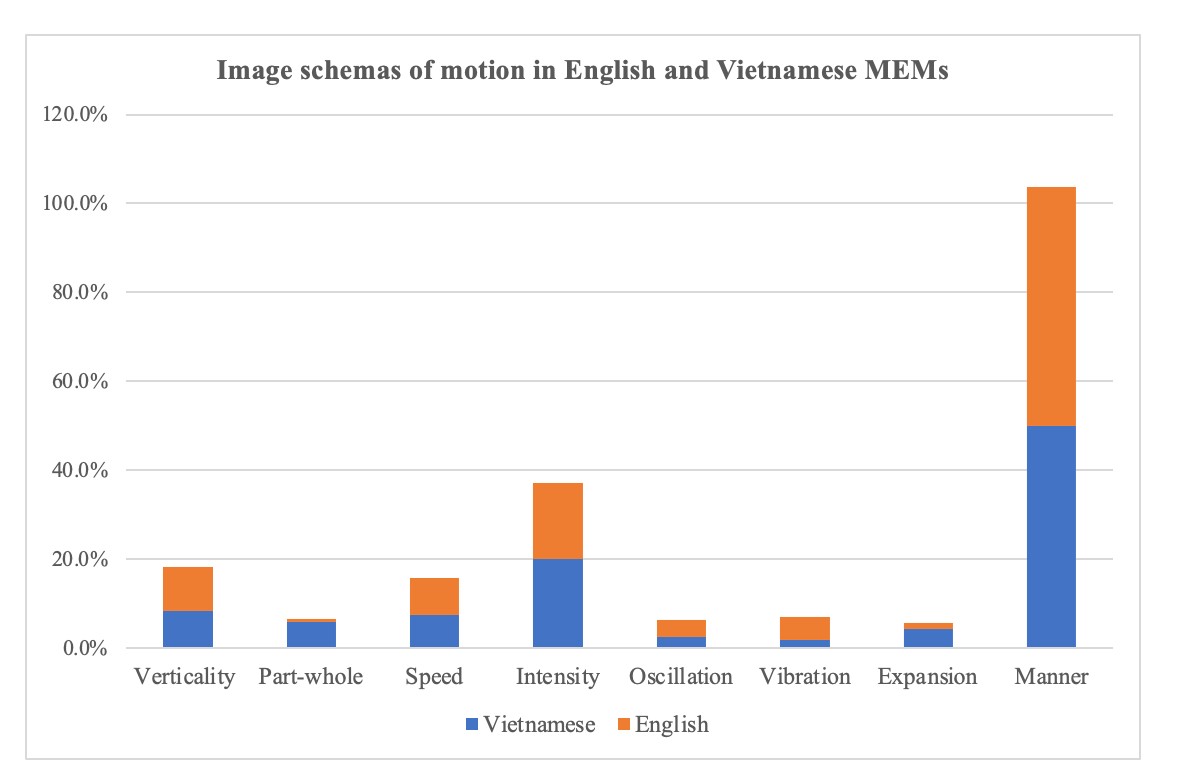 Image schemas of motion in English and Vietnamese MEMs
120.0%
100.0%
80.0%
60.0%
40.0%
20.0%
0.0%
Verticality Part-whole Speed Intensity Oscillation Vibration Expansion Manner
Vietnamese English